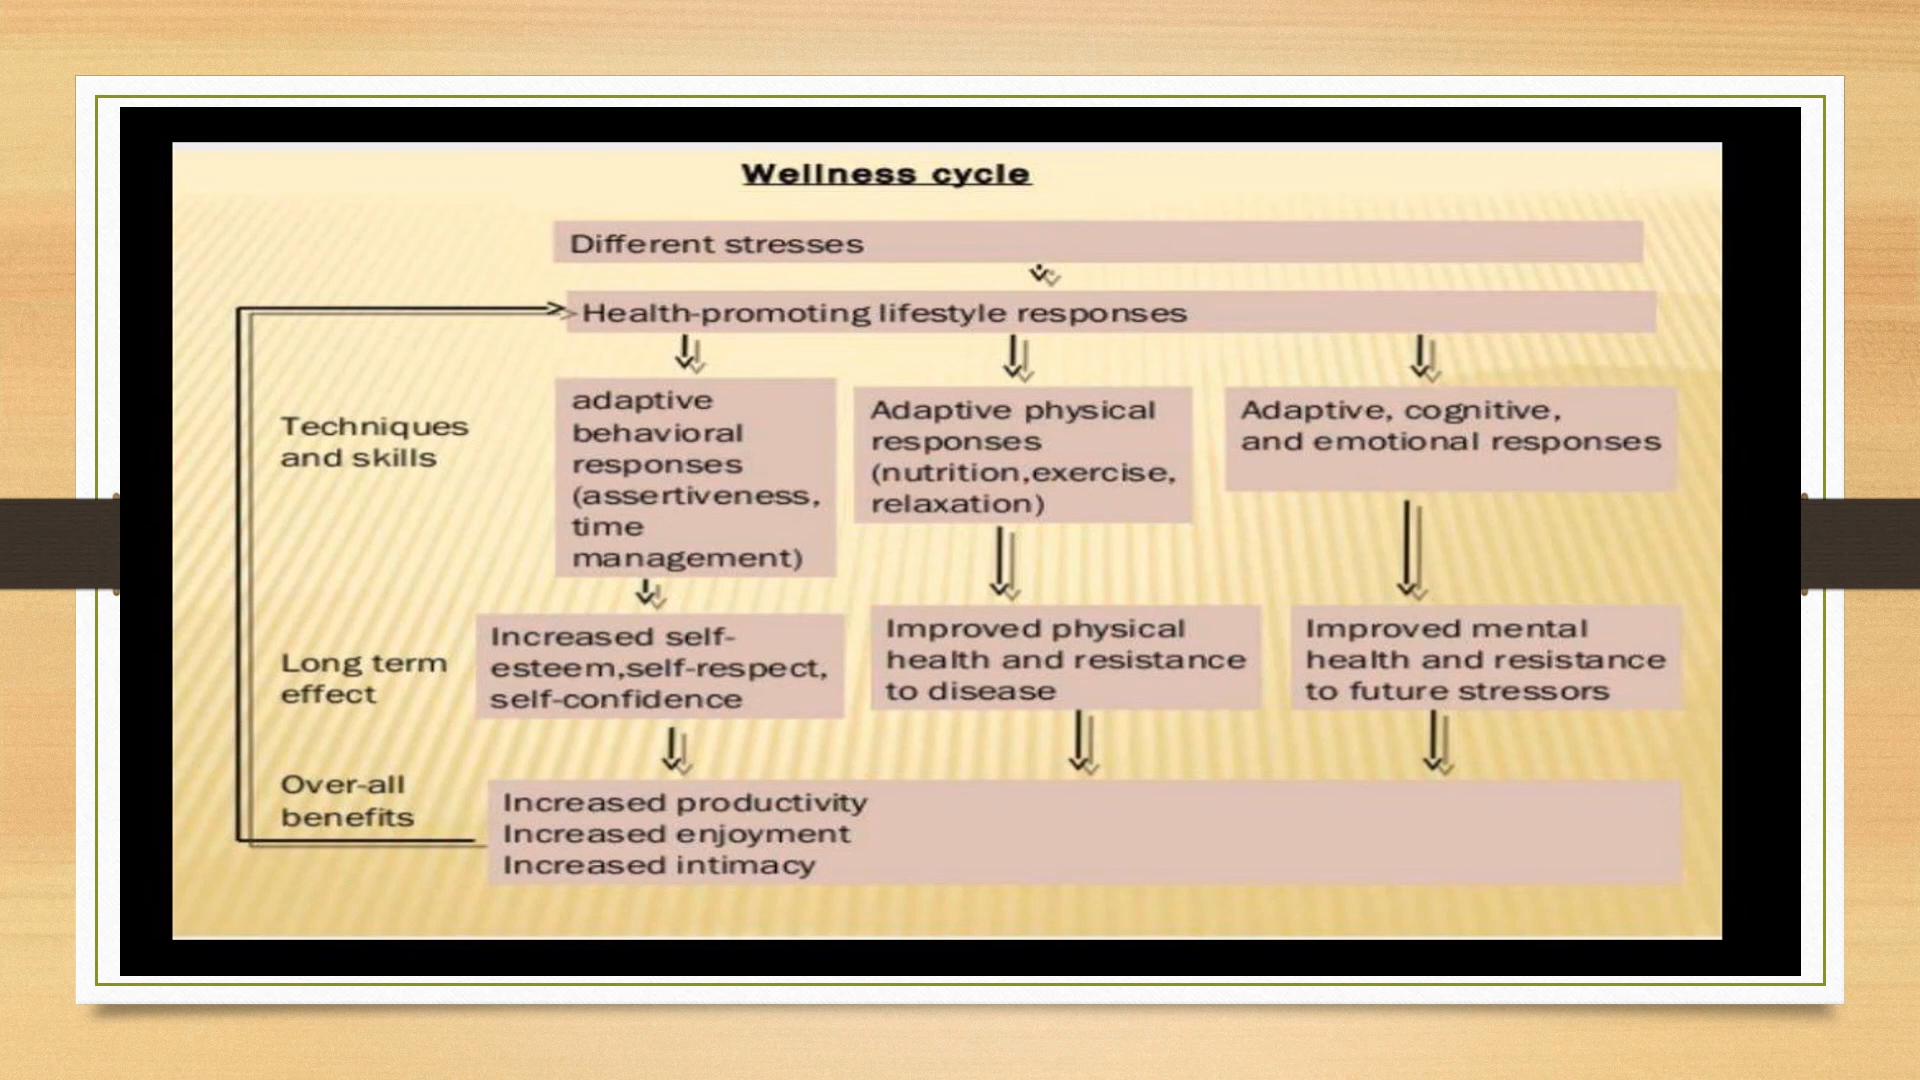 Wellness cycle
Different stresses
Health-promoting lifestyle responses
Techniques
and skills
adaptive
behavioral
responses
(assertiveness,
time
management)
Adaptive physical
responses
(nutrition,exercise,
relaxation)
Adaptive, cognitive,
and emotional responses
Long term
effect
Increased self-
esteem,self-respect,
self-confidence
Improved physical
health and resistance
to disease
Improved mental
health and resistance
to future stressors
Over-all
benefits
Increased productivity
Increased enjoyment
Increased intimacy